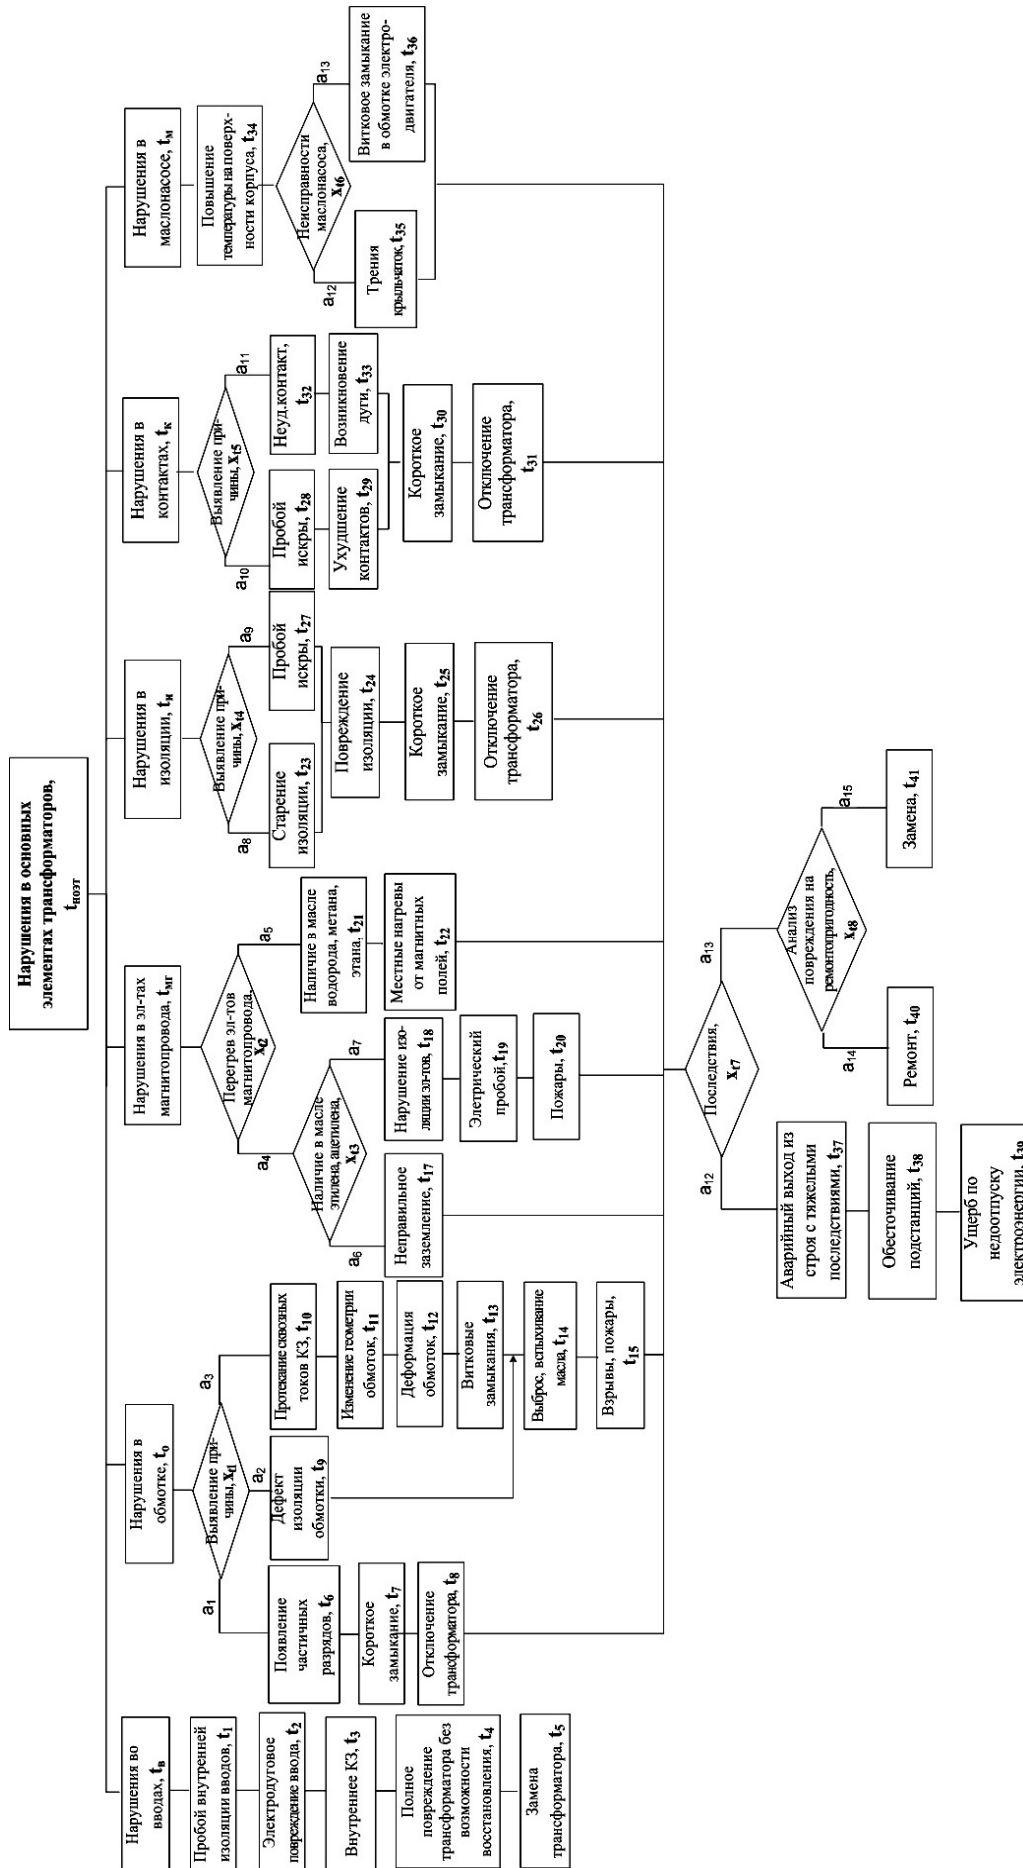 Нарушения в основных
элементах трансформаторов,
tноэт
Нарушения во
вводах, tв
Пробой внутренней
изоляции вводов, t1
Электродуговое
повреждение ввода, t2
Внутреннее КЗ, t3
Полное
повреждение
трансформатора без
возможности
восстановления, t4
Замена
трансформатора, t5
Нарушения в
обмотке, tо
Выявление при-
чины, xt1
a1
a2
a3
Появление
частичных
разрядов, t6
Короткое
замыкание, t7
Отключение
трансформатора, t8
Дефект
изоляции
обмотки, t9
Протекание сквозных
токов КЗ, t10
Изменение геометрии
обмоток, t11
Деформация
обмоток, t12
Витковые
замыкания, t13
Выброс, вспыхивание
масла, t14
Взрывы, пожары,
t15
Нарушения в эл-тах
магнитопровода, tмг
Перегрев эл-тов
магнитопровода,
xt2
a4
a5
Наличие в масле
этилена, ацетилена,
xt3
a6
a7
Неправильное
заземление, t17
Нарушение изо-
ляции эл-тов, t18
Элетрический
пробой, t19
Пожары, t20
Наличие в масле
водорода, метана,
этана, t21
Местные нагревы
от магнитных
полей, t22
Нарушения в
изоляции, tи
Выявление при-
чины, xt4
a8
a9
Старение
изоляции, t23
Пробой
искры, t27
Повреждение
изоляции, t24
Короткое
замыкание, t25
Отключение
трансформатора,
t26
Нарушения в
контактах, tк
Выявление при-
чины, xt5
a10
a11
Пробой
искры, t28
Ухудшение
контактов, t29
Неуд.контакт,
t32
Возникновение
дуги, t33
Короткое
замыкание, t30
Отключение
трансформатора,
t31
Нарушения в
маслонасосе, tм
Повышение
температуры на поверх-
ности корпуса, t34
Неисправности
маслонасоса,
xt6
a12
a13
Трения
крыльчаток, t35
Витковое замыкание
в обмотке электро-
двигателя, t36
Последствия,
xt7
a12
a13
Аварийный выход из
строя с тяжелыми
последствиями, t37
Обесточивание
подстанций, t38
Ущерб по
недоотпуску
электроэнергии, t39
Анализ
повреждения на
ремонтопригодность,
xt8
a14
a15
Ремонт, t40
Замена, t41